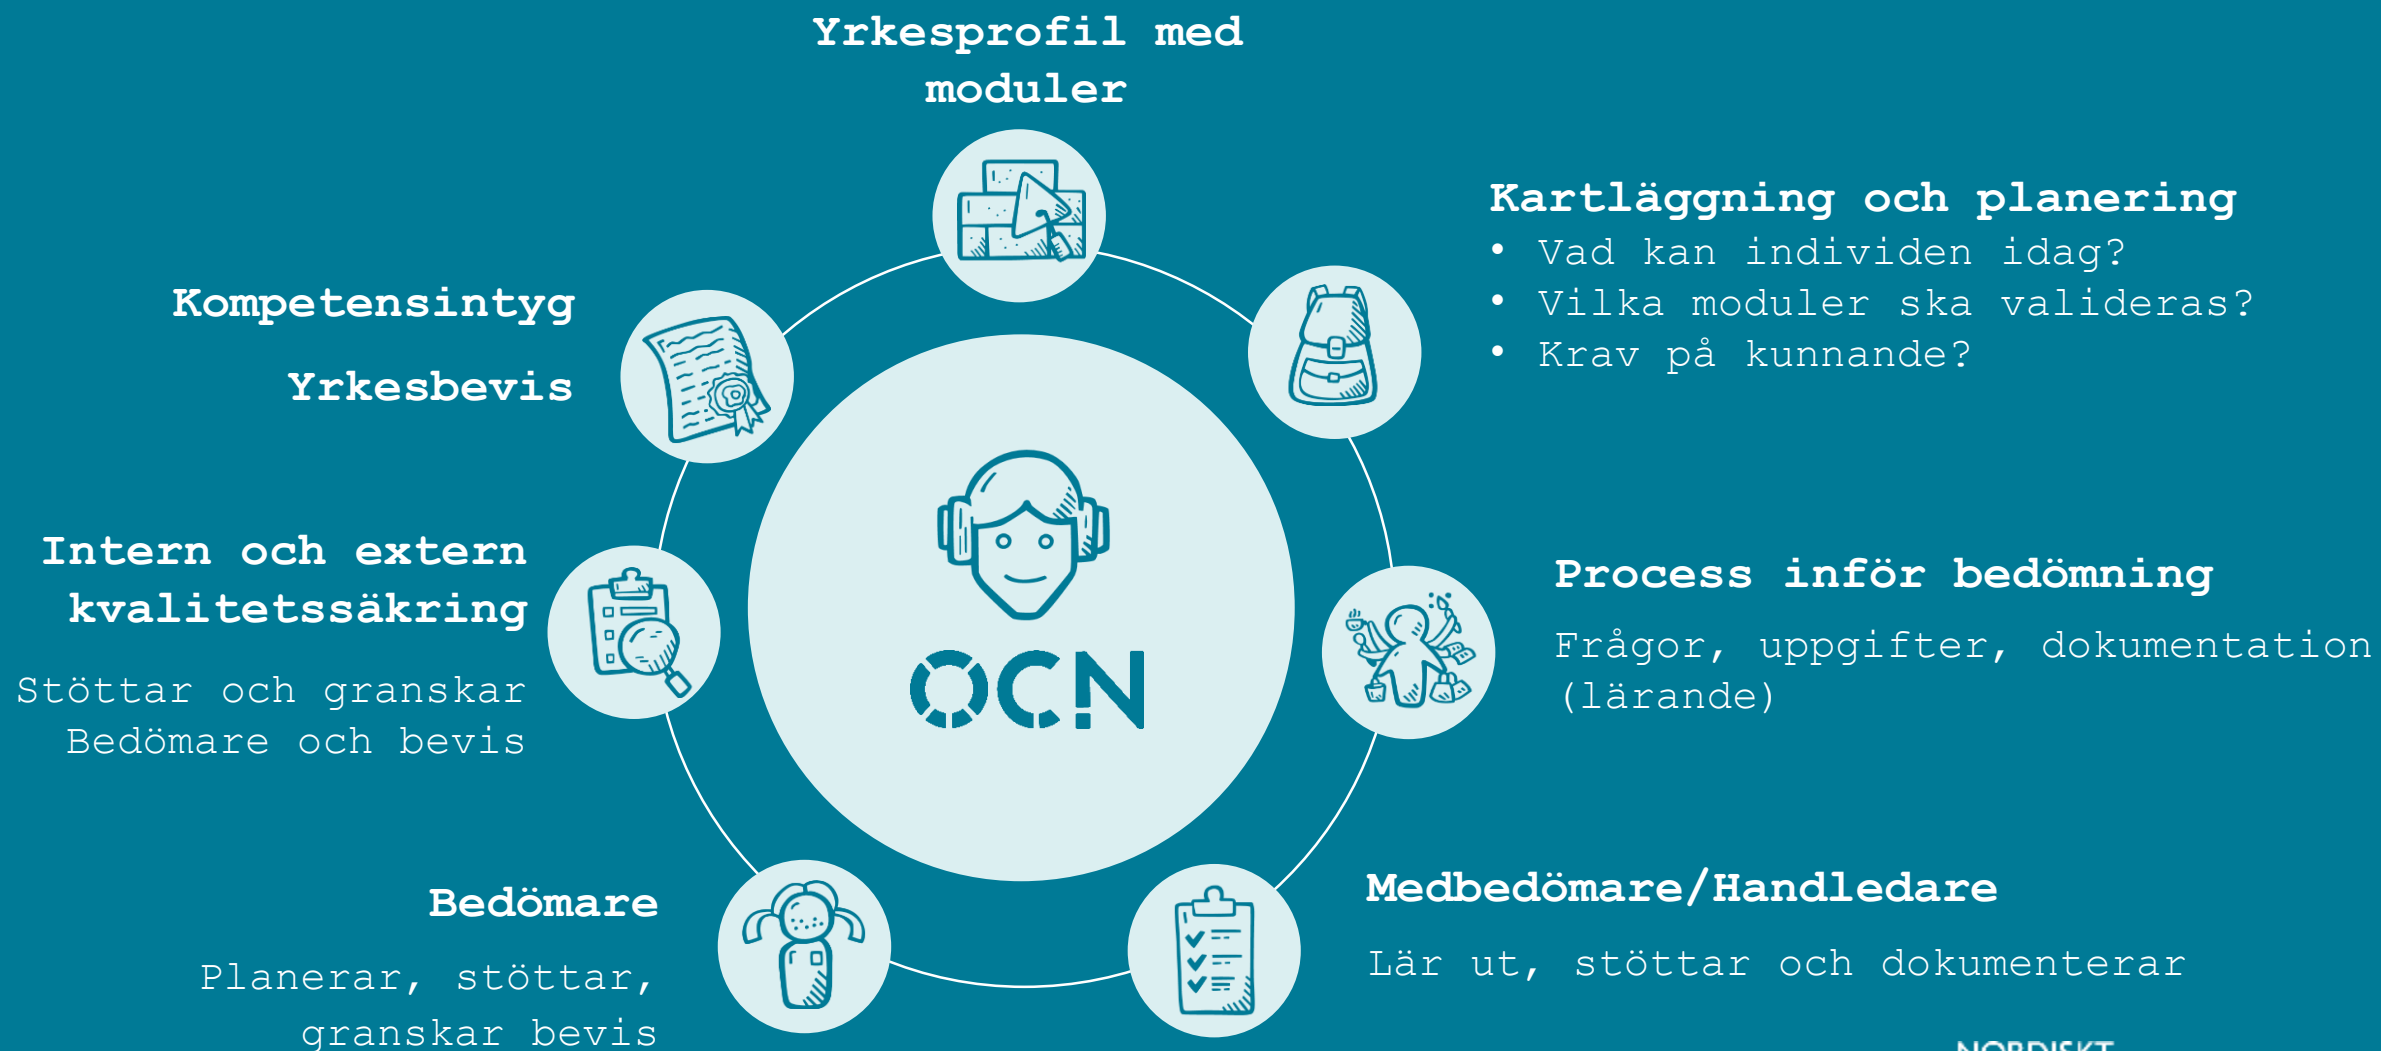 Yrkesprofil med
moduler
Kartläggning och planering
• Vad kan individen idag?
• Vilka moduler ska valideras?
• Krav på kunnande?
Process inför bedömning
Frågor, uppgifter, dokumentation
(lärande)
Medbedömare/Handledare
Lär ut, stöttar och dokumenterar
Bedömare
Planerar, stöttar,
granskar bevis
Intern och extern
kvalitetssäkring
Stöttar och granskar
Bedömare och bevis
Kompetensintyg
Yrkesbevis
OCN
NORDISKT